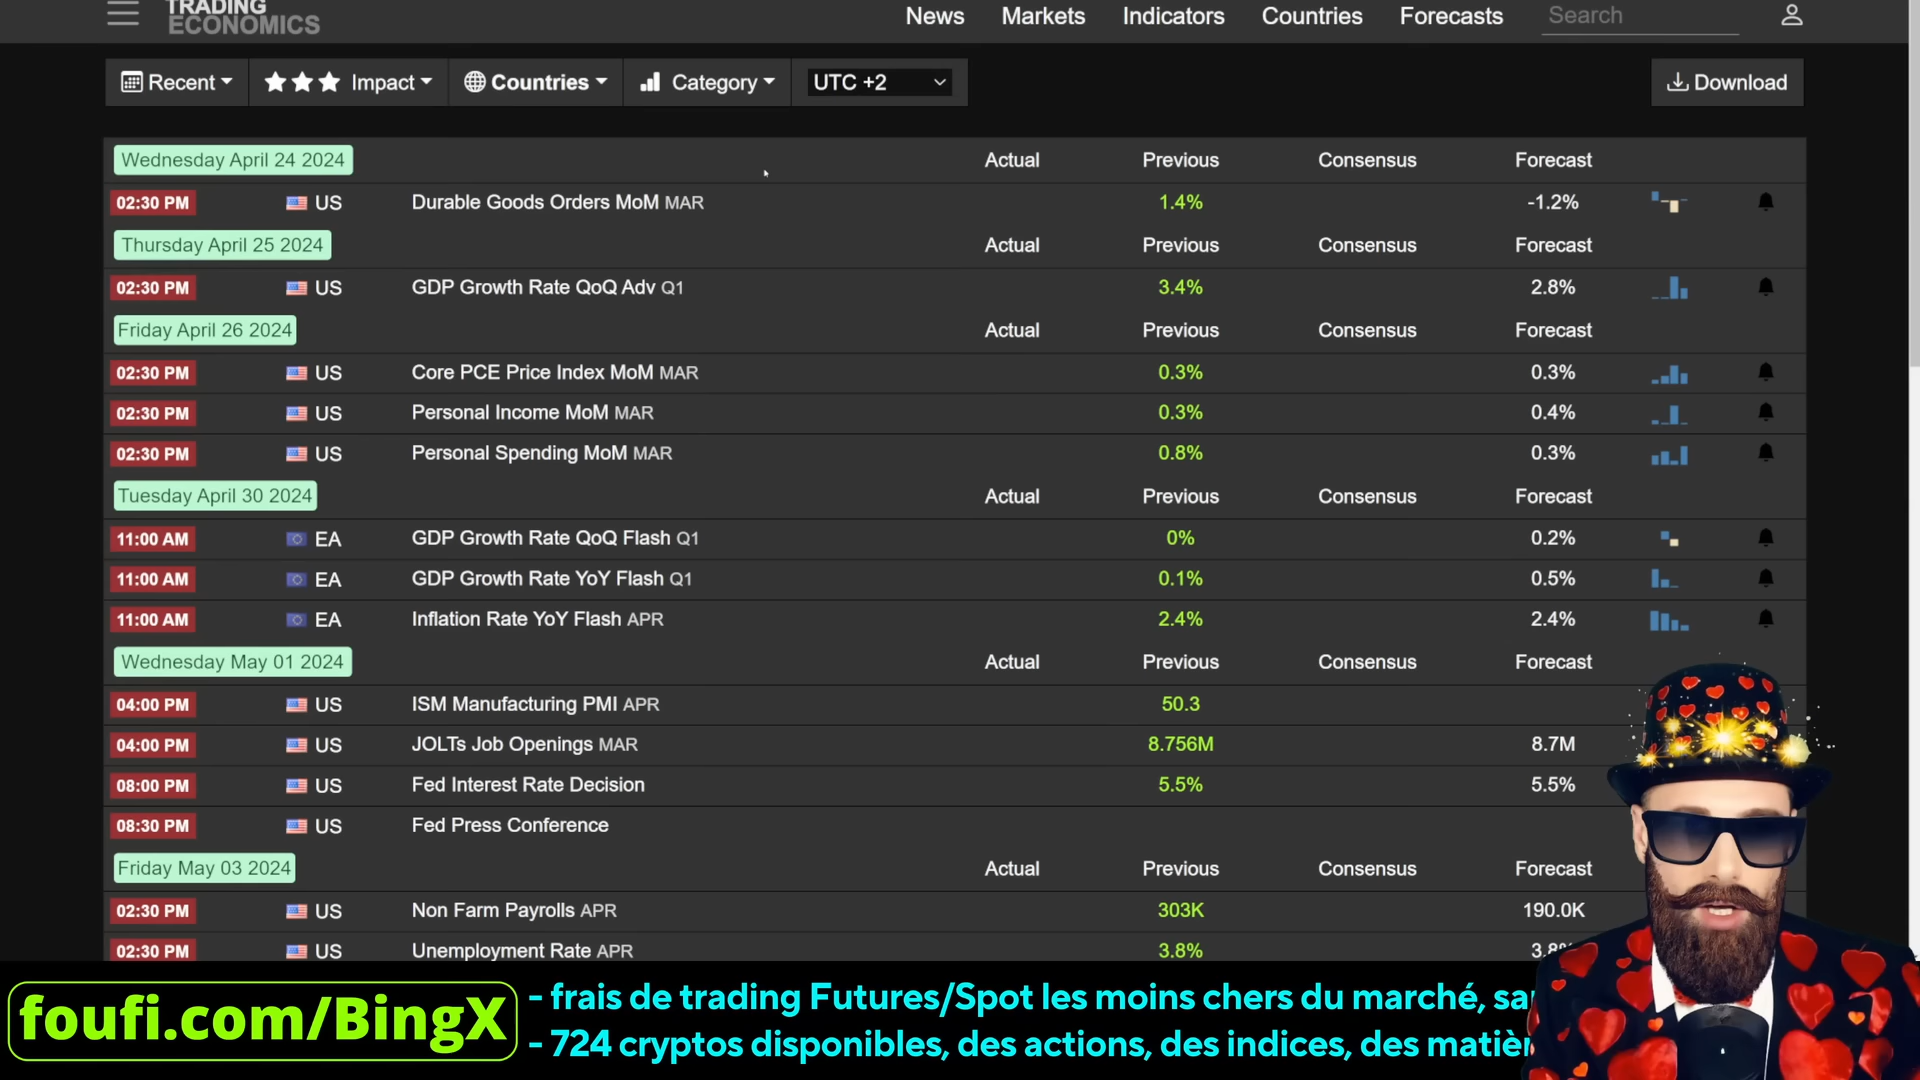 TRADING
ECONOMICS
News Markets Indicators Countries Forecasts Search
Recent Impact Countries Category UTC +2 Download
Wednesday April 24 2024 Actual Previous Consensus Forecast
02:30 PM US Durable Goods Orders MoM MAR 1.4% -1.2%
Thursday April 25 2024 Actual Previous Consensus Forecast
02:30 PM US GDP Growth Rate QoQ Adv Q1 3.4% 2.8%
Friday April 26 2024 Actual Previous Consensus Forecast
02:30 PM US Core PCE Price Index MoM MAR 0.3% 0.3%
02:30 PM US Personal Income MoM MAR 0.3% 0.4%
02:30 PM US Personal Spending MoM MAR 0.8% 0.3%
Tuesday April 30 2024 Actual Previous Consensus Forecast
11:00 AM EA GDP Growth Rate QoQ Flash Q1 0% 0.2%
11:00 AM EA GDP Growth Rate YoY Flash Q1 0.1% 0.5%
11:00 AM EA Inflation Rate YoY Flash APR 2.4% 2.4%
Wednesday May 01 2024 Actual Previous Consensus Forecast
04:00 PM US ISM Manufacturing PMI APR 50.3
04:00 PM US JOLTs Job Openings MAR 8.756M 8.7M
08:00 PM US Fed Interest Rate Decision 5.5% 5.5%
08:30 PM US Fed Press Conference
Friday May 03 2024 Actual Previous Consensus Forecast
02:30 PM US Non Farm Payrolls APR 303K 190.0K
02:30 PM US Unemployment Rate APR 3.8% 3.8%
foufi.com/BingX
- frais de trading Futures/Spot les moins chers du marché,
- 724 cryptos disponibles, des actions, des indices, des